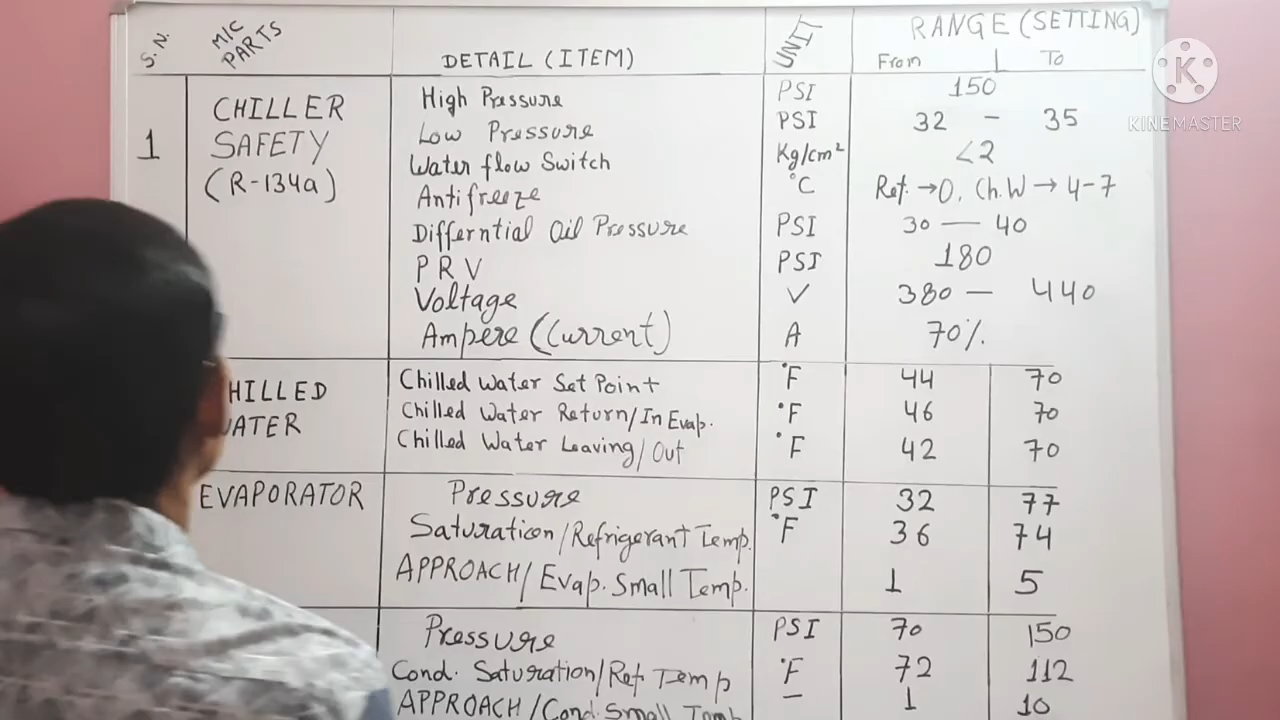 S.N. M/C PARTS DETAIL (ITEM) UNIT RANGE (SETTING)
From To
1 CHILLER SAFETY (R-134a)
High Pressure PSI 150
Low Pressure PSI 32 - 35
Water flow Switch Kg/cm² <2
Antifreeze °C Ref. →0, Ch.W → 4-7
Differntial Oil Pressure PSI 30 — 40
PRV PSI 180
Voltage V 380 — 440
Ampere (Current) A 70%.
HILLED ATER
Chilled Water Set Point °F 44 70
Chilled Water Return/In Evap. °F 46 70
Chilled Water Leaving/Out °F 42 70
EVAPORATOR Pressure PSI 32 77
Saturation/Refrigerant Temp. °F 36 74
APPROACH/Evap. Small Temp. 1 5
Pressure PSI 70 150
Cond. Saturation/Ref. Temp °F 72 112
APPROACH/Cond. Small Temp — 1 10
K
KINEMASTER